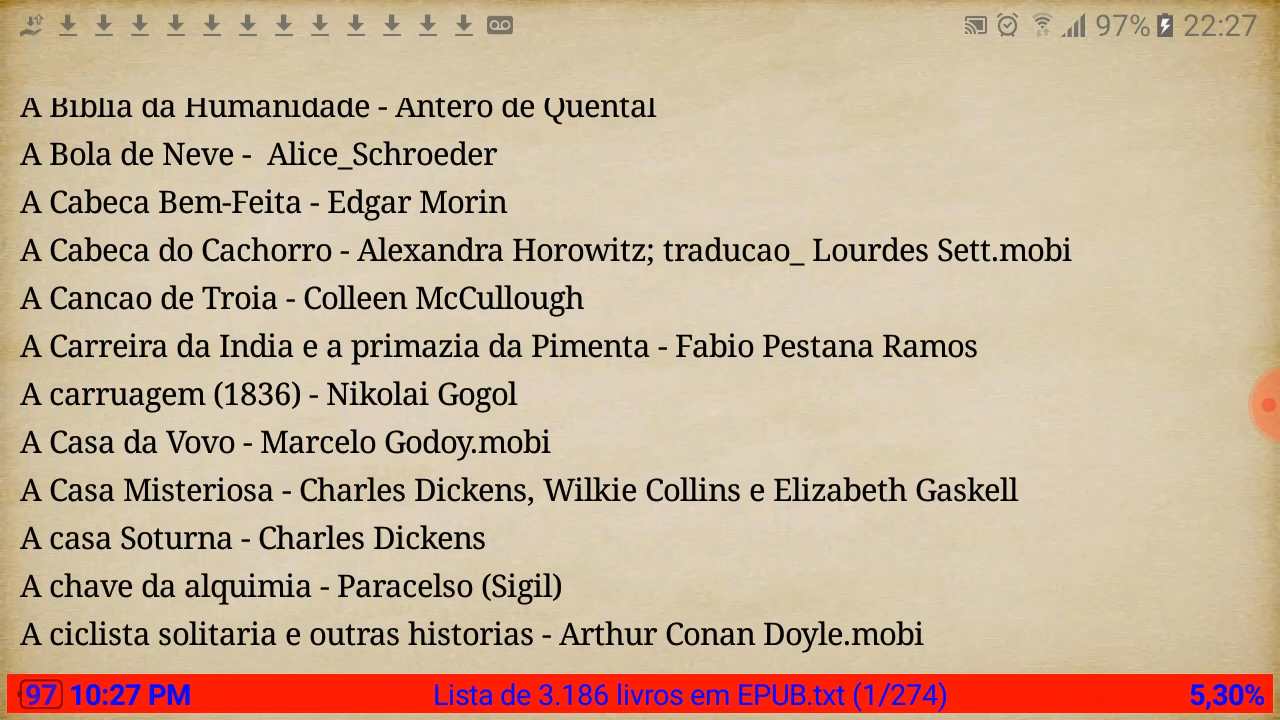 97% 22:27
A Biblia da Humanidade - Antero de Quental
A Bola de Neve -  Alice_Schroeder
A Cabeca Bem-Feita - Edgar Morin
A Cabeca do Cachorro - Alexandra Horowitz; traducao_ Lourdes Sett.mobi
A Cancao de Troia - Colleen McCullough
A Carreira da India e a primazia da Pimenta - Fabio Pestana Ramos
A carruagem (1836) - Nikolai Gogol
A Casa da Vovo - Marcelo Godoy.mobi
A Casa Misteriosa - Charles Dickens, Wilkie Collins e Elizabeth Gaskell
A casa Soturna - Charles Dickens
A chave da alquimia - Paracelso (Sigil)
A ciclista solitaria e outras historias - Arthur Conan Doyle.mobi
97 10:27 PM Lista de 3.186 livros em EPUB.txt (1/274) 5,30%